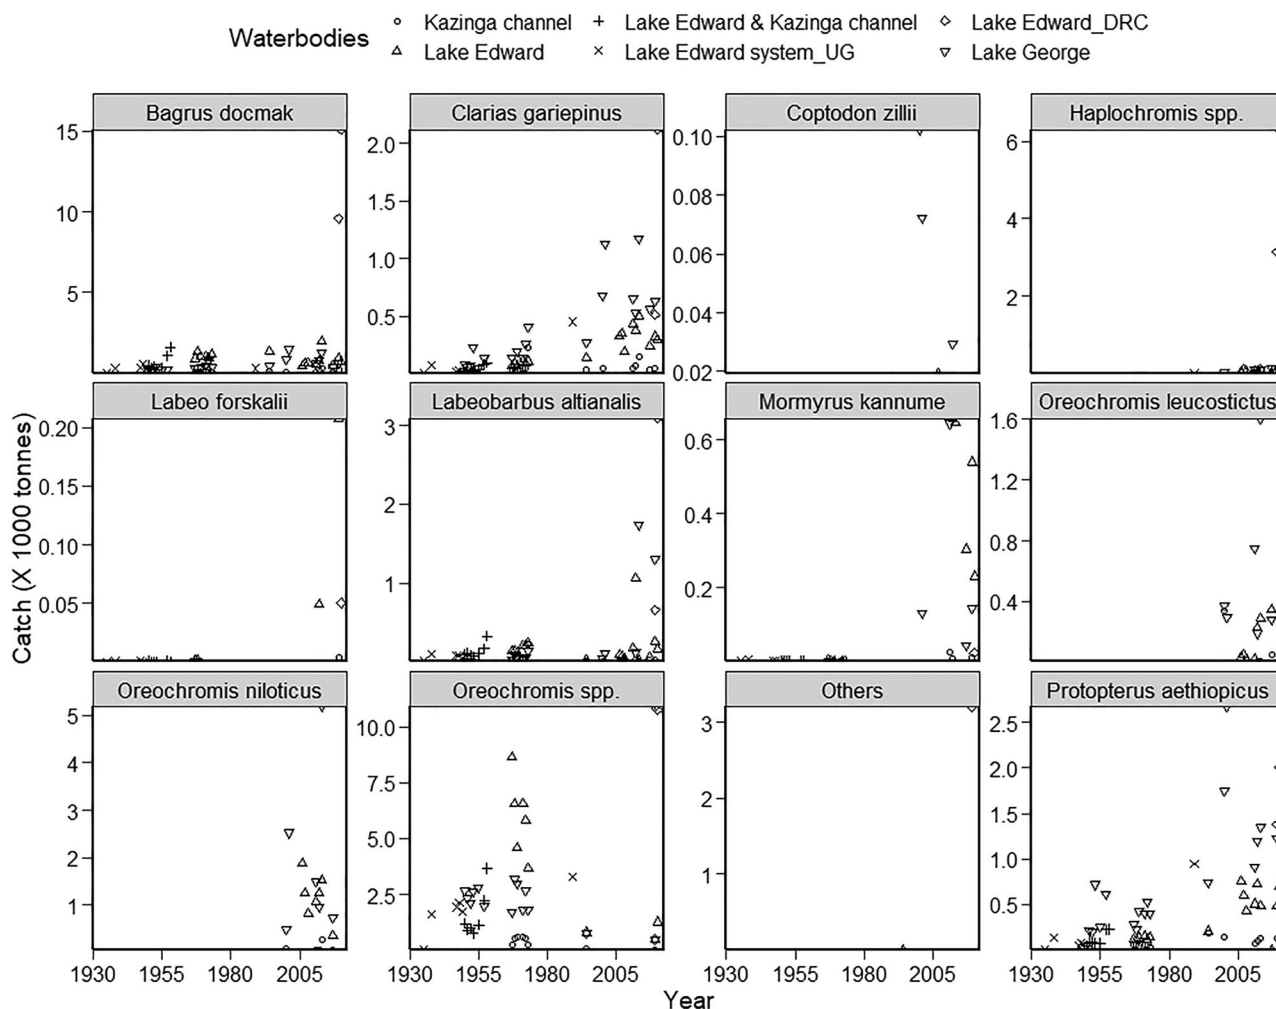 Waterbodies
Kazinga channel
Lake Edward & Kazinga channel
Lake Edward_DRC
Lake Edward
Lake Edward system_UG
Lake George
Bagrus docmak
Clarias gariepinus
Coptodon zillii
Haplochromis spp.
15
10
5
2.0
1.5
1.0
0.5
0.10
0.08
0.06
0.04
0.02
6
4
2
Labeo forskalii
Labeobarbus altianalis
Mormyrus kannume
Oreochromis leucostictus
0.20
0.15
0.10
0.05
3
2
1
0.6
0.4
0.2
1.6
1.2
0.8
0.4
Oreochromis niloticus
Oreochromis spp.
Others
Protopterus aethiopicus
5
4
3
2
1
10.0
7.5
5.0
2.5
3
2
1
2.5
2.0
1.5
1.0
0.5
1930 1955 1980 2005
1930 1955 1980 2005
1930 1955 1980 2005
1930 1955 1980 2005
Catch (X 1000 tonnes)
Year